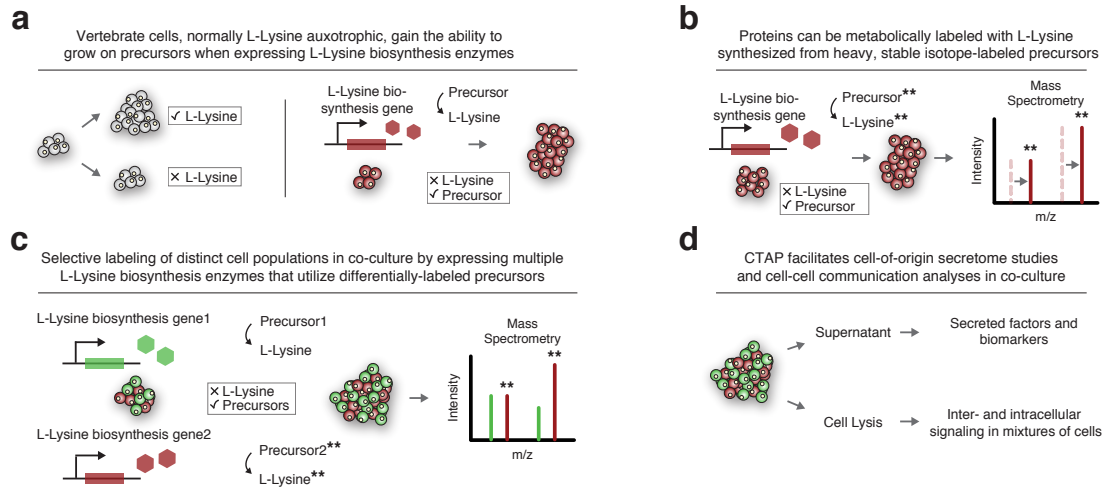 a
Vertebrate cells, normally L-Lysine auxotrophic, gain the ability to
grow on precursors when expressing L-Lysine biosynthesis enzymes
✓ L-Lysine
× L-Lysine
L-Lysine bio-
synthesis gene
Precursor
L-Lysine
× L-Lysine
✓ Precursor
b
Proteins can be metabolically labeled with L-Lysine
synthesized from heavy, stable isotope-labeled precursors
L-Lysine bio-
synthesis gene
Precursor**
L-Lysine**
× L-Lysine
✓ Precursor
Mass
Spectrometry
**
**
Intensity
m/z
c
Selective labeling of distinct cell populations in co-culture by expressing multiple
L-Lysine biosynthesis enzymes that utilize differentially-labeled precursors
L-Lysine biosynthesis gene1
Precursor1
L-Lysine
× L-Lysine
✓ Precursors
L-Lysine biosynthesis gene2
Precursor2**
L-Lysine**
Mass
Spectrometry
**
**
Intensity
m/z
d
CTAP facilitates cell-of-origin secretome studies
and cell-cell communication analyses in co-culture
Supernatant
Secreted factors and
biomarkers
Cell Lysis
Inter- and intracellular
signaling in mixtures of cells